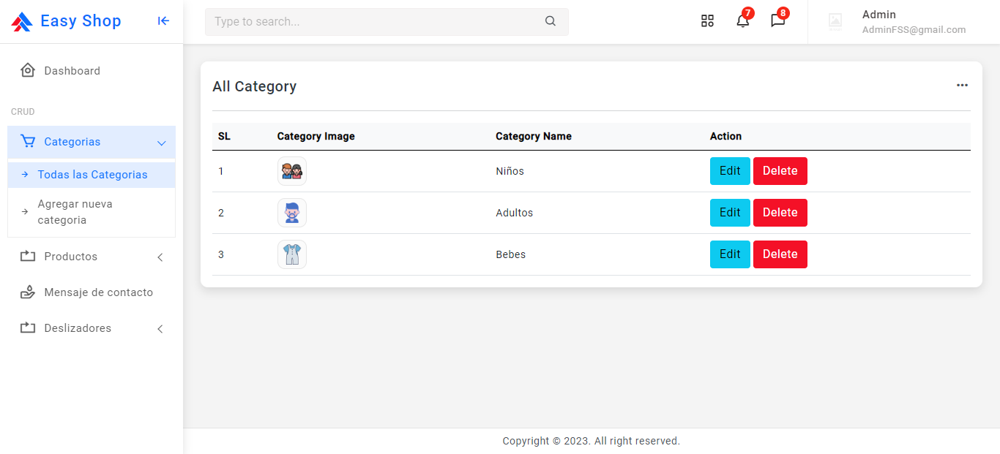 Easy Shop
Type to search...
7
8
Admin
AdminFSS@gmail.com
Dashboard
CRUD
Categorias
Todas las Categorias
Agregar nueva
categoria
Productos
Mensaje de contacto
Deslizadores
All Category
SL Category Image Category Name Action
1 Niños Edit Delete
2 Adultos Edit Delete
3 Bebes Edit Delete
Copyright © 2023. All right reserved.